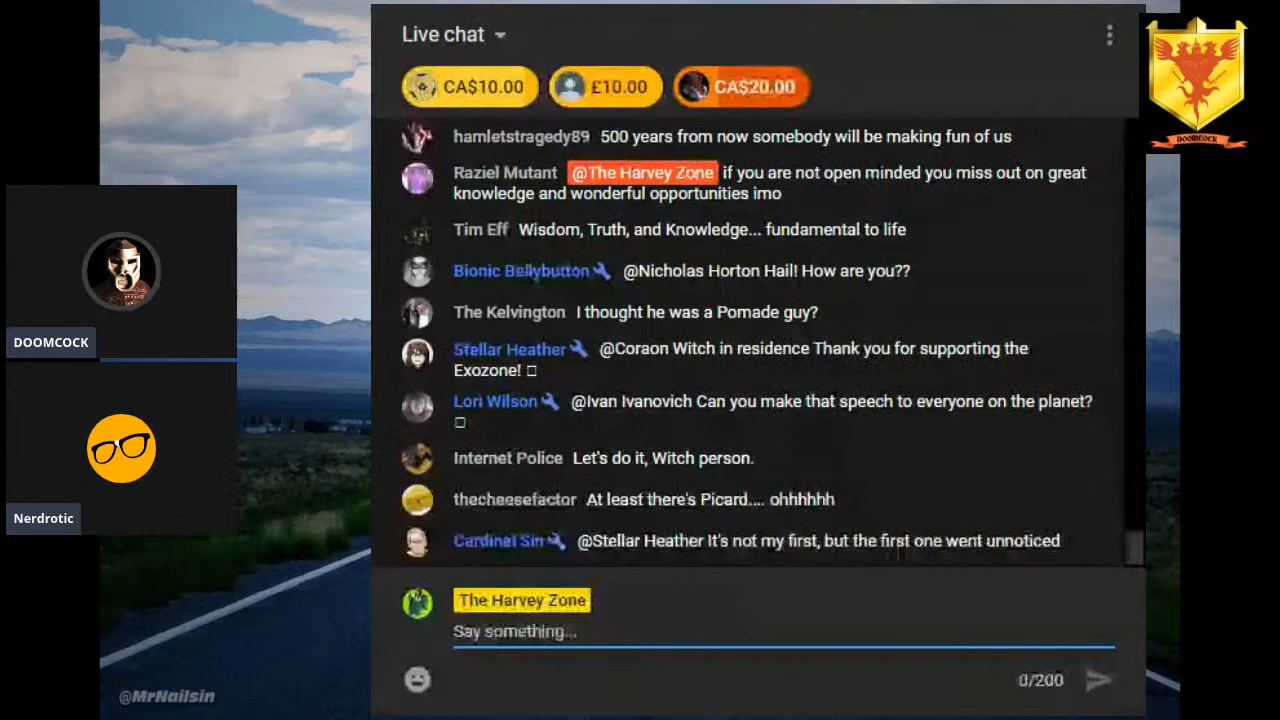 Live chat
CA$10.00 £10.00 CA$20.00
DOOMCOCK
hamletstragedy89 500 years from now somebody will be making fun of us
Raziel Mutant @The Harvey Zone if you are not open minded you miss out on great
knowledge and wonderful opportunities imo
Tim Eff Wisdom, Truth, and Knowledge... fundamental to life
Bionic Bellybutton @Nicholas Horton Hail! How are you??
The Kelvington I thought he was a Pomade guy?
Stellar Heather @Coraon Witch in residence Thank you for supporting the
Exozone! □
Lori Wilson @Ivan Ivanovich Can you make that speech to everyone on the planet?
□
Internet Police Let's do it, Witch person.
thecheesefactor At least there's Picard.... ohhhhhh
Cardinel Sin @Stellar Heather It's not my first, but the first one went unnoticed
The Harvey Zone
Say something...
0/200
DOOMCOCK
Nerdrotic
@MrNailsin